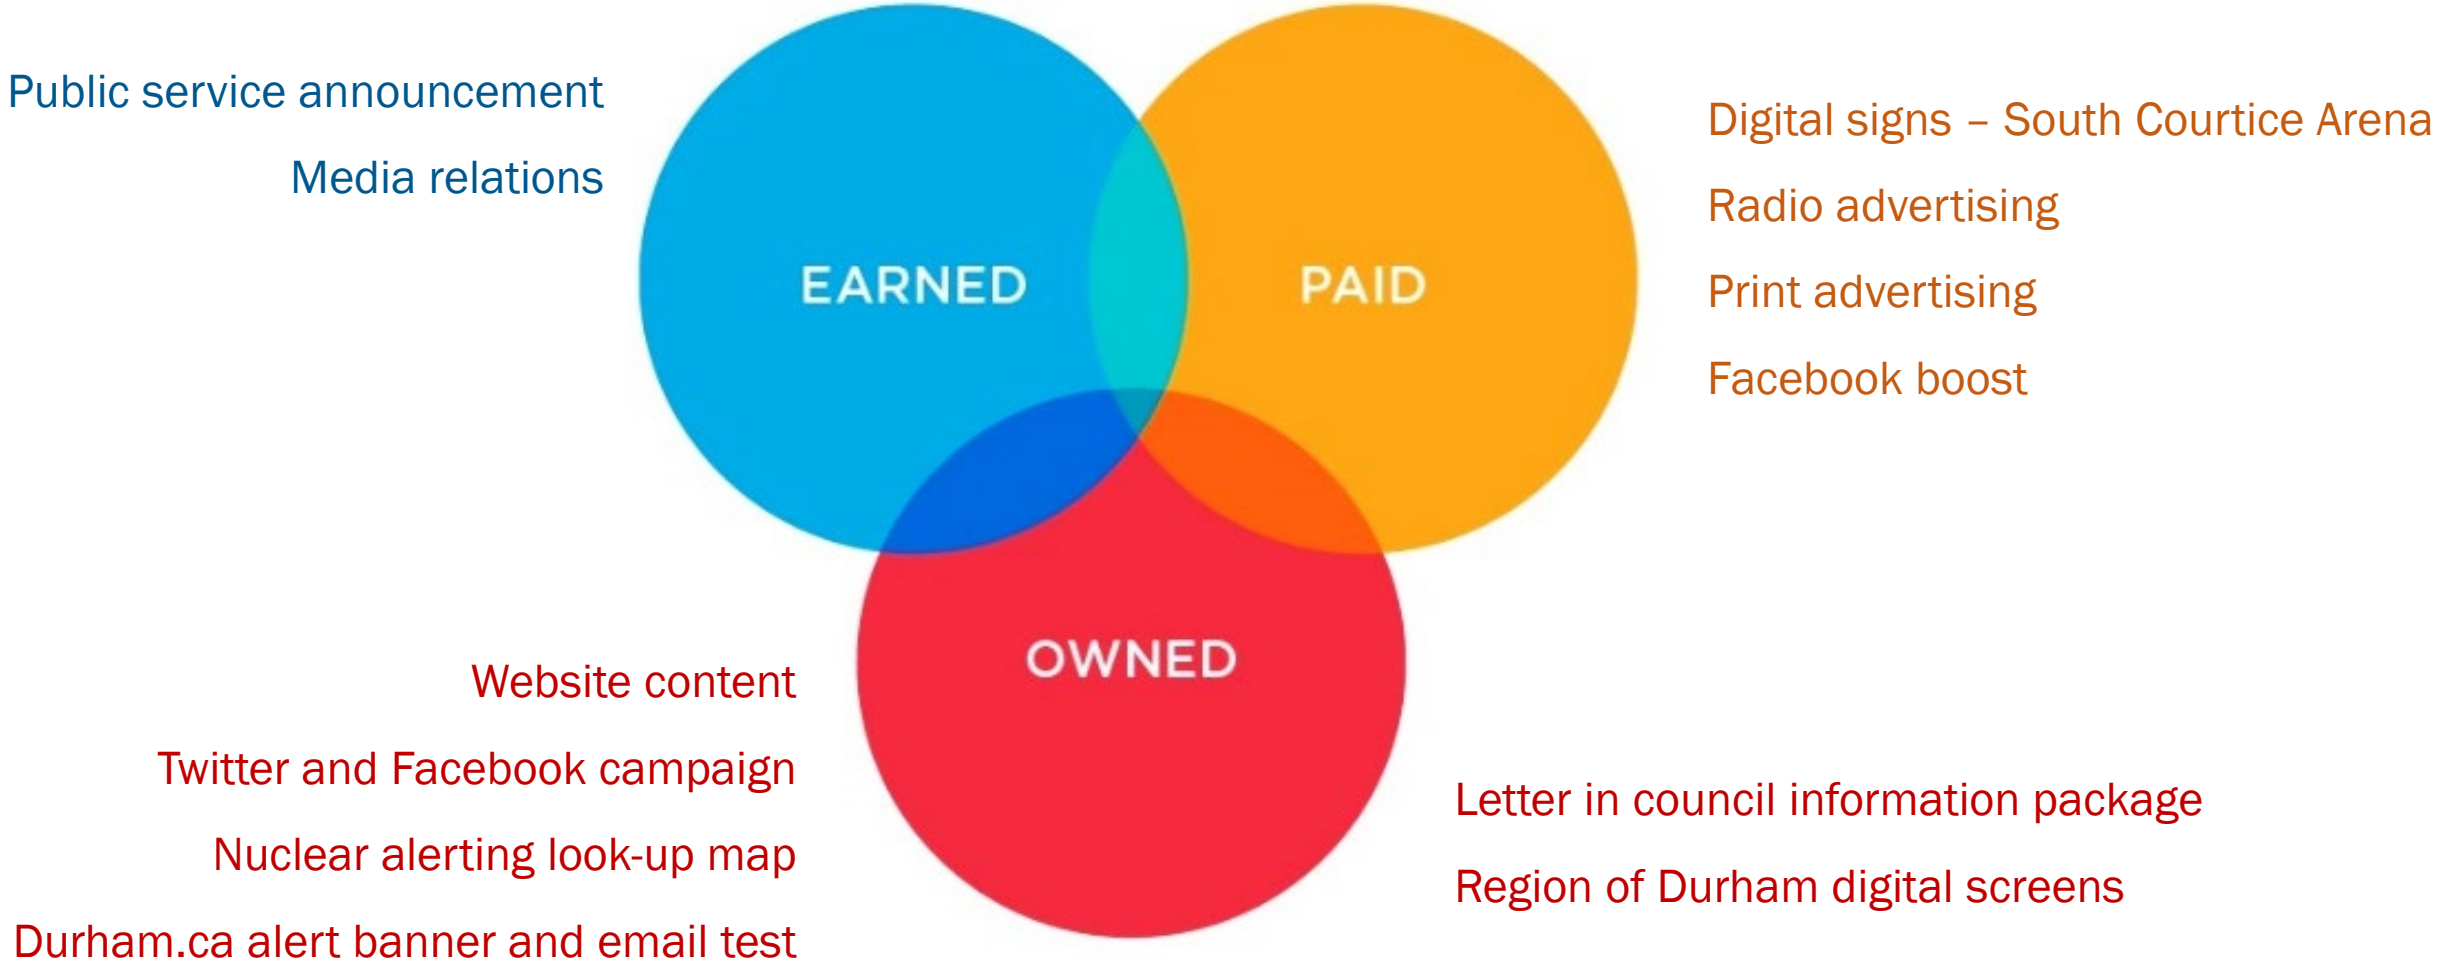 Public service announcement
Media relations
EARNED
PAID
Digital signs – South Courtice Arena
Radio advertising
Print advertising
Facebook boost
OWNED
Website content
Twitter and Facebook campaign
Nuclear alerting look-up map
Durham.ca alert banner and email test
Letter in council information package
Region of Durham digital screens